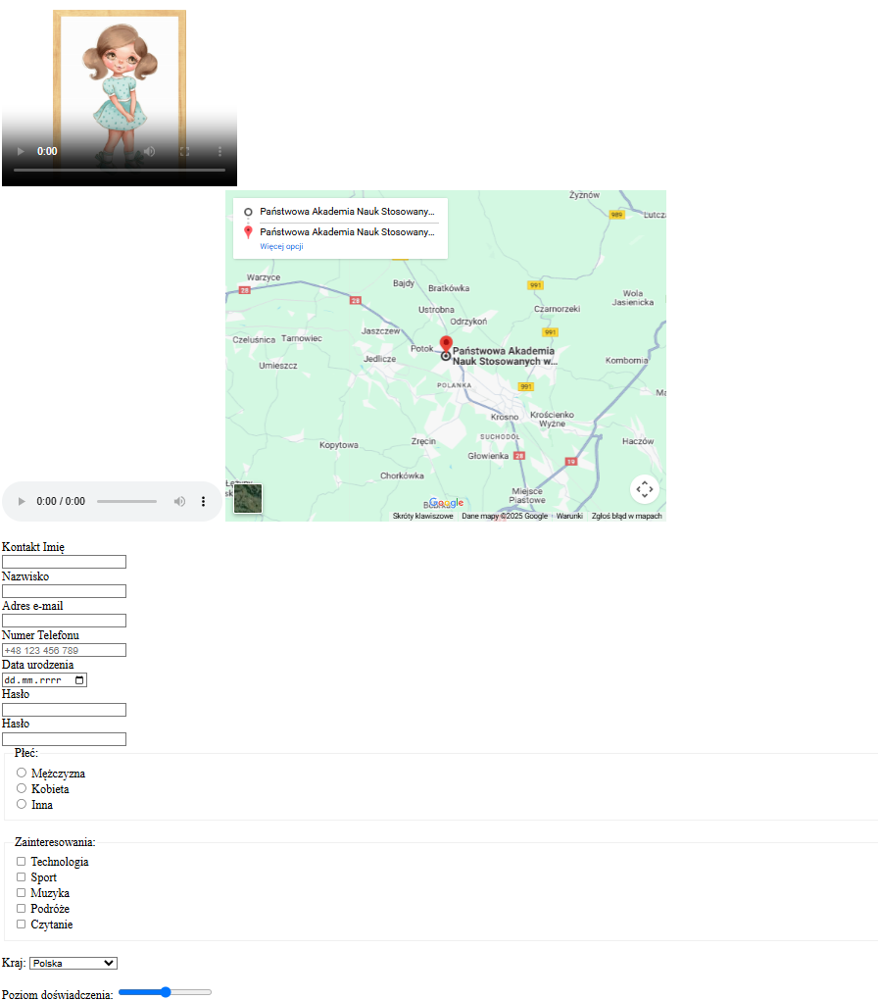 0:00
Państwowa Akademia Nauk Stosowany...
Państwowa Akademia Nauk Stosowany...
Więcej opcji
Żyznów
989
Warzyce
28
28
Bajdy
Bratkówka
991
Wola
Jasienicka
Ustrobna
Czarnorzeki
Odrzykoń
Jaszczew
991
Czeluśnica
Tarnowiec
Potok
Państwowa Akademia
Nauk Stosowanych w...
Jedlicze
Umieszcz
Kombornia
POLANKA
991
Krosno
Krościenko
Wyżne
SUCHODÓŁ
Kopytowa
Zręcin
Haczów
Głowienka
28
19
Chorkówka
Miejsce
Piastowe
0:00 / 0:00
Google
Skróty klawiszowe
Dane mapy ©2025 Google
Warunki
Zgłoś błąd w mapach
Kontakt Imię
Nazwisko
Adres e-mail
Numer Telefonu
+48 123 456 789
Data urodzenia
dd.mm.rrrr
Hasło
Hasło
Płeć:
Mężczyzna
Kobieta
Inna
Zainteresowania:
Technologia
Sport
Muzyka
Podróże
Czytanie
Kraj: Polska
Poziom doświadczenia: